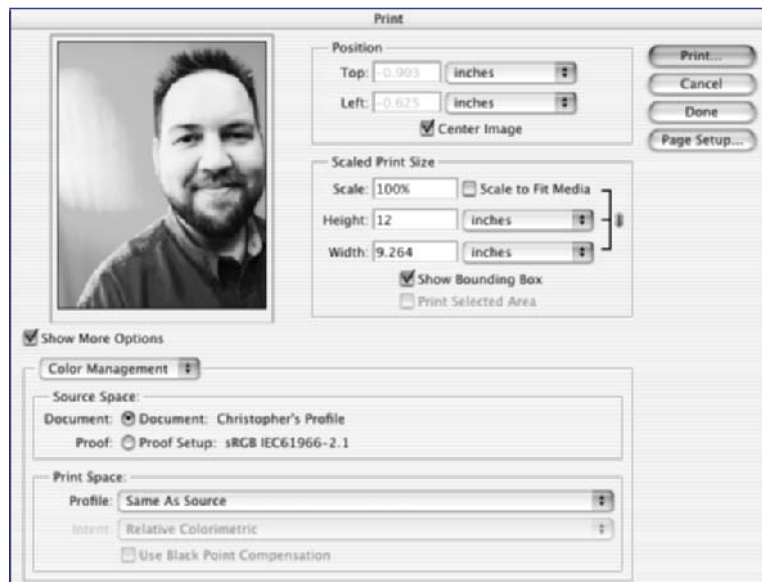 Print
Position
Top: -0.903 inches
Left: -0.625 inches
Center Image
Print...
Cancel
Done
Page Setup...
Scaled Print Size
Scale: 100% Scale to Fit Media
Height: 12 inches
Width: 9.264 inches
Show Bounding Box
Print Selected Area
Show More Options
Color Management
Source Space:
Document: Document: Christopher's Profile
Proof: Proof Setup: sRGB IEC61966-2.1
Print Space:
Profile: Same As Source
Intent: Relative Colorimetric
Use Black Point Compensation